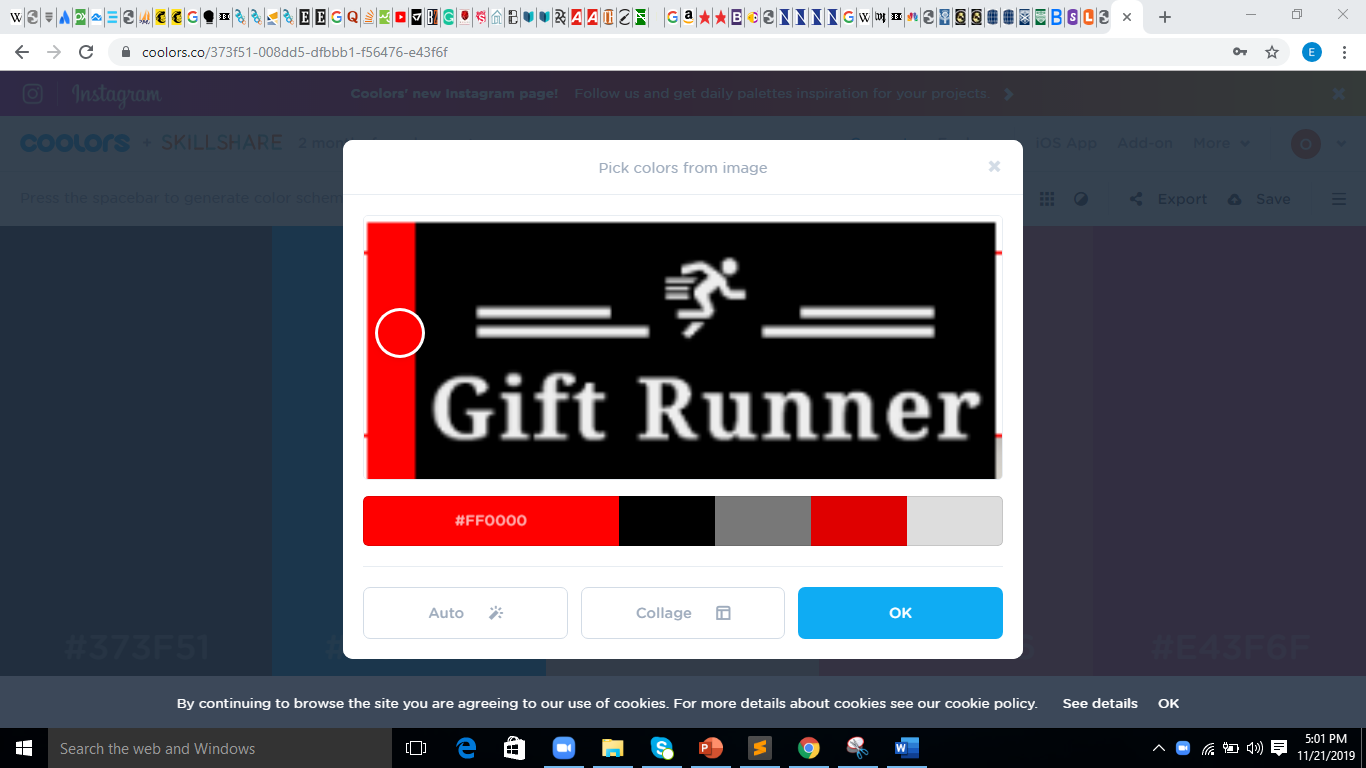 coolors.co/373f51-008dd5-dfbbb1-f56476-e43f6f
E
Instagram
Coolors' new Instagram page! Follow us and get daily palettes inspiration for your projects.
coolors + SKILLSHARE 2
iOS App Add-on More O
Press the spacebar to generate color
Export Save
Pick colors from image
Gift Runner
#FF0000
Auto Collage OK
#373F51 #E43F6F
By continuing to browse the site you are agreeing to our use of cookies. For more details about cookies see our cookie policy. See details OK
Search the web and Windows
5:01 PM
11/21/2019